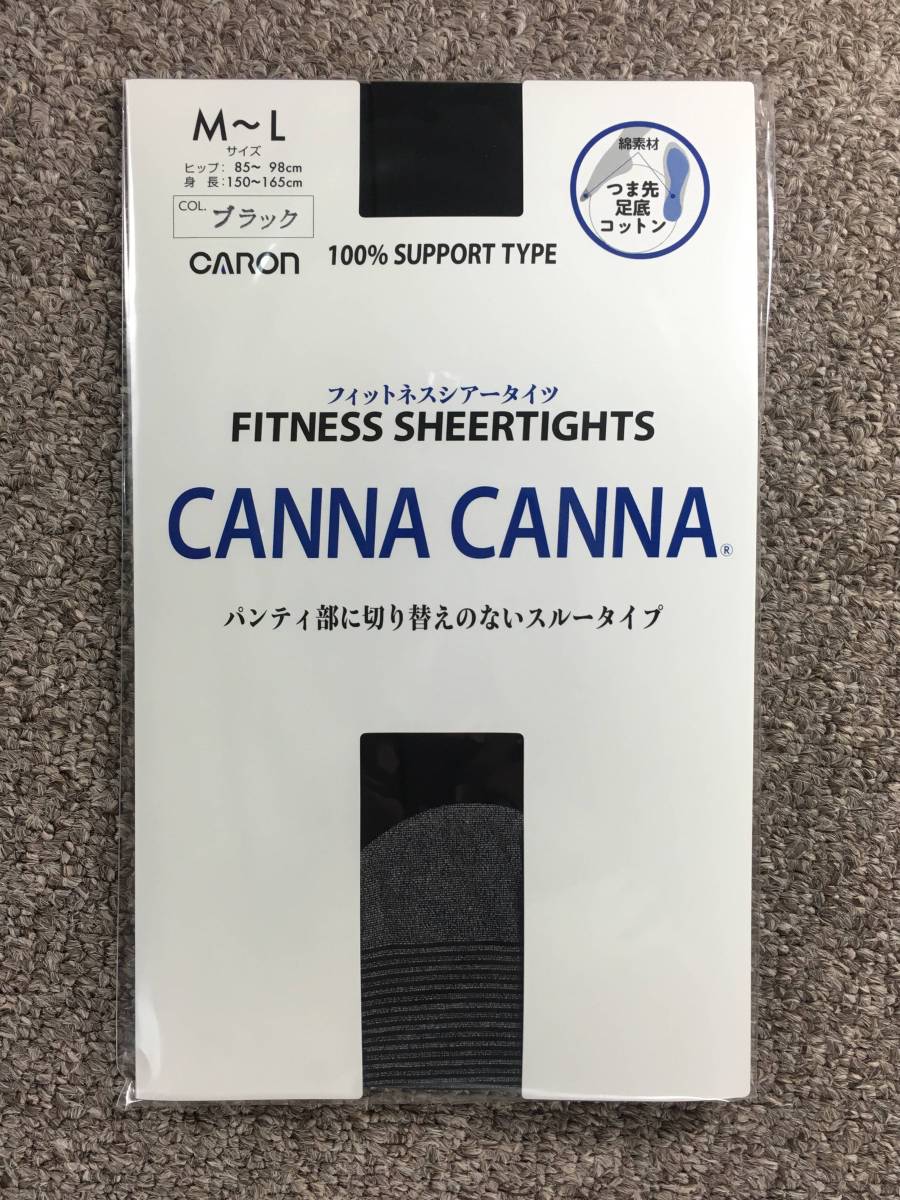 M～L
サイズ
ヒップ: 85～ 98cm
身 長:150～165cm
COL. ブラック
CARON
100% SUPPORT TYPE
綿素材
つま先
足底
コットン
フィットネスシアータイツ
FITNESS SHEERTIGHTS
CANNA CANNA®
パンティ部に切り替えのないスルータイプ